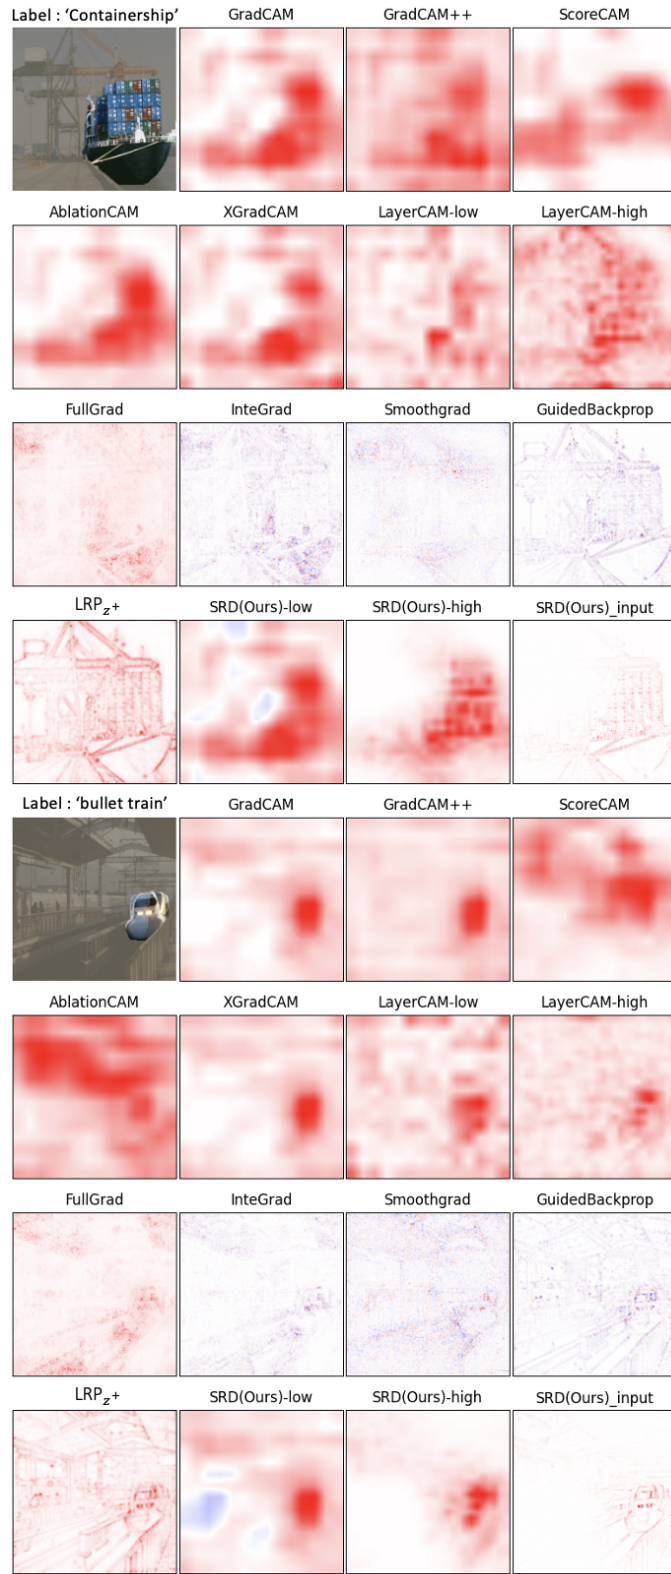 Label : ‘Containership’ GradCAM GradCAM++ ScoreCAM
AblationCAM XGradCAM LayerCAM-low LayerCAM-high
FullGrad InteGrad Smoothgrad GuidedBackprop
LRP_z+ SRD(Ours)-low SRD(Ours)-high SRD(Ours)_input
Label : ‘bullet train’ GradCAM GradCAM++ ScoreCAM
AblationCAM XGradCAM LayerCAM-low LayerCAM-high
FullGrad InteGrad Smoothgrad GuidedBackprop
LRP_z+ SRD(Ours)-low SRD(Ours)-high SRD(Ours)_input